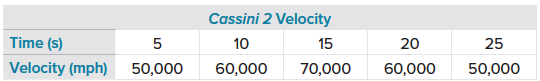 Cassini 2 Velocity
Time (s) 5 10 15 20 25
Velocity (mph) 50,000 60,000 70,000 60,000 50,000